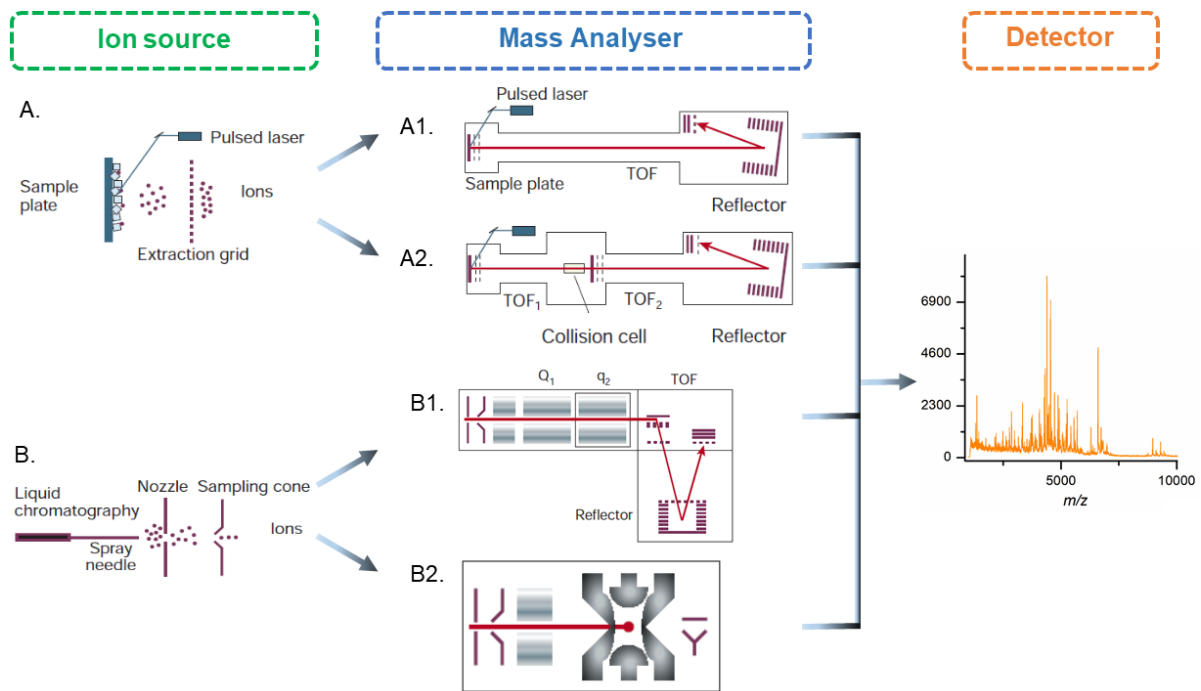 Ion source
Mass Analyser
Detector
A.
Pulsed laser
Sample
plate
Ions
Extraction grid
A1.
Pulsed laser
Sample plate
TOF
Reflector
A2.
TOF₁
TOF₂
Collision cell
Reflector
B.
Liquid
chromatography
Nozzle
Sampling cone
Spray
needle
Ions
B1.
Q₁
q₂
TOF
Reflector
B2.
6900
4600
2300
0
5000
10000
m/z